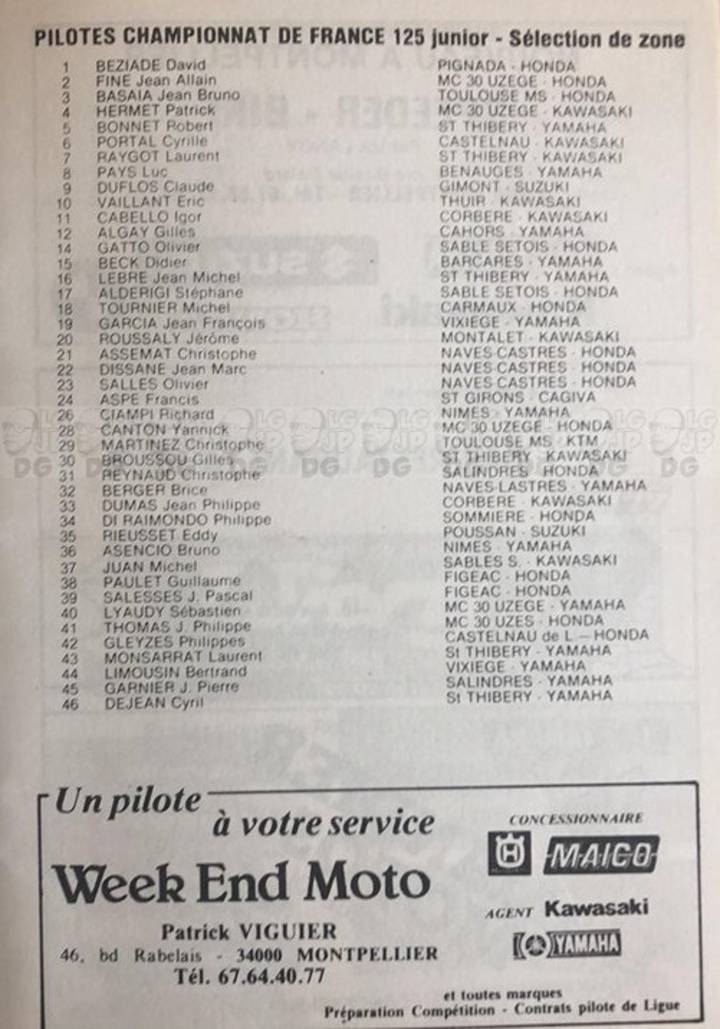 PILOTES CHAMPIONNAT DE FRANCE 125 junior - Sélection de zone
1 BEZIADE David PIGNADA - HONDA
2 FINE Jean Allain MC 30 UZEGE - HONDA
3 BASAIA Jean Bruno TOULOUSE MS - HONDA
4 HERMET Patrick MC 30 UZEGE - KAWASAKI
5 BONNET Robert ST THIBERY - YAMAHA
6 PORTAL Cyrille CASTELNAU - KAWASAKI
7 RAYGOT Laurent ST THIBERY - KAWASAKI
8 PAYS Luc BENAUGES - YAMAHA
9 DUFLOS Claude GIMONT - SUZUKI
10 VAILLANT Eric THUIR - KAWASAKI
11 CABELLO Igor CORBERE - KAWASAKI
12 ALGAY Gilles CAHORS - YAMAHA
14 GATTO Olivier SABLE SETOIS - HONDA
15 BECK Didier BARCARES - YAMAHA
16 LEBRE Jean Michel ST THIBERY - YAMAHA
17 ALDERIGI Stéphane SABLE SETOIS - HONDA
18 TOURNIER Michel CARMAUX - HONDA
19 GARCIA Jean François VIXIEGE - YAMAHA
20 ROUSSALY Jérôme MONTALET - KAWASAKI
21 ASSEMAT Christophe NAVES-CASTRES - HONDA
22 DISSANE Jean Marc NAVES-CASTRES - HONDA
23 SALLES Olivier NAVES-CASTRES - HONDA
24 ASPE Francis ST GIRONS - CAGIVA
26 CIAMPI Richard NIMES - YAMAHA
28 CANTON Yannick MC 30 UZEGE - HONDA
29 MARTINEZ Christophe TOULOUSE MS - KTM
30 BROUSSOU Gilles ST THIBERY - KAWASAKI
31 REYNAUD Christophe SALINDRES - HONDA
32 BERGER Brice NAVES-LASTRES - YAMAHA
33 DUMAS Jean Philippe CORBERE - KAWASAKI
34 DI RAIMONDO Philippe SOMMIERE - HONDA
35 RIEUSSET Eddy POUSSAN - SUZUKI
36 ASENCIO Bruno NIMES - YAMAHA
37 JUAN Michel SABLES S. - KAWASAKI
38 PAULET Guillaume FIGEAC - HONDA
39 SALESSES J. Pascal FIGEAC - HONDA
40 LYAUDY Sébastien MC 30 UZEGE - YAMAHA
41 THOMAS J. Philippe MC 30 UZES - HONDA
42 GLEYZES Philippes CASTELNAU de L. - HONDA
43 MONSARRAT Laurent St THIBERY - YAMAHA
44 LIMOUSIN Bertrand VIXIEGE - YAMAHA
45 GARNIER J. Pierre SALINDRES - YAMAHA
46 DEJEAN Cyril St THIBERY - YAMAHA
Un pilote
à votre service
Week End Moto
Patrick VIGUIER
46, bd Rabelais - 34000 MONTPELLIER
Tél. 67.64.40.77
CONCESSIONNAIRE
MAICO
AGENT Kawasaki
YAMAHA
et toutes marques
Préparation Compétition - Contrats pilote de Ligue